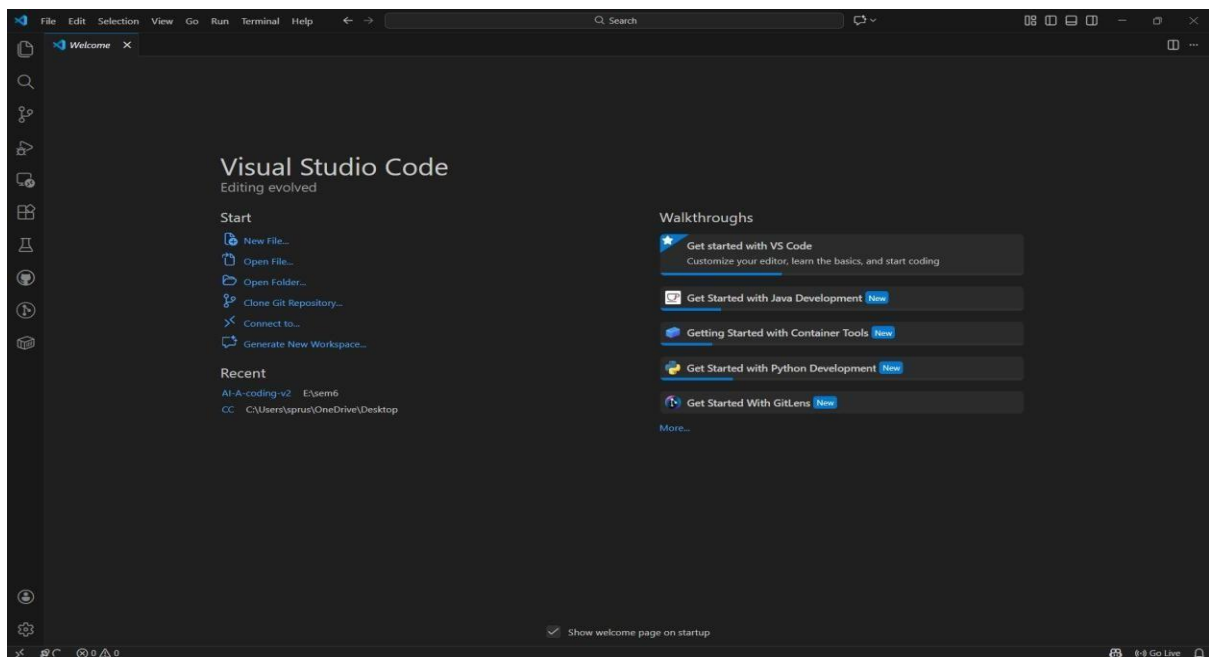 File Edit Selection View Go Run Terminal Help Search
Welcome
Visual Studio Code
Editing evolved
Start
New File...
Open File...
Open Folder...
Clone Git Repository...
Connect to...
Generate New Workspace...
Recent
AI-A-coding-v2 E:\sem6
CC C:\Users\sprus\OneDrive\Desktop
Walkthroughs
Get started with VS Code
Customize your editor, learn the basics, and start coding
Get Started with Java Development New
Getting Started with Container Tools New
Get Started with Python Development New
Get Started With GitLens New
More...
Show welcome page on startup
0 0 Go Live